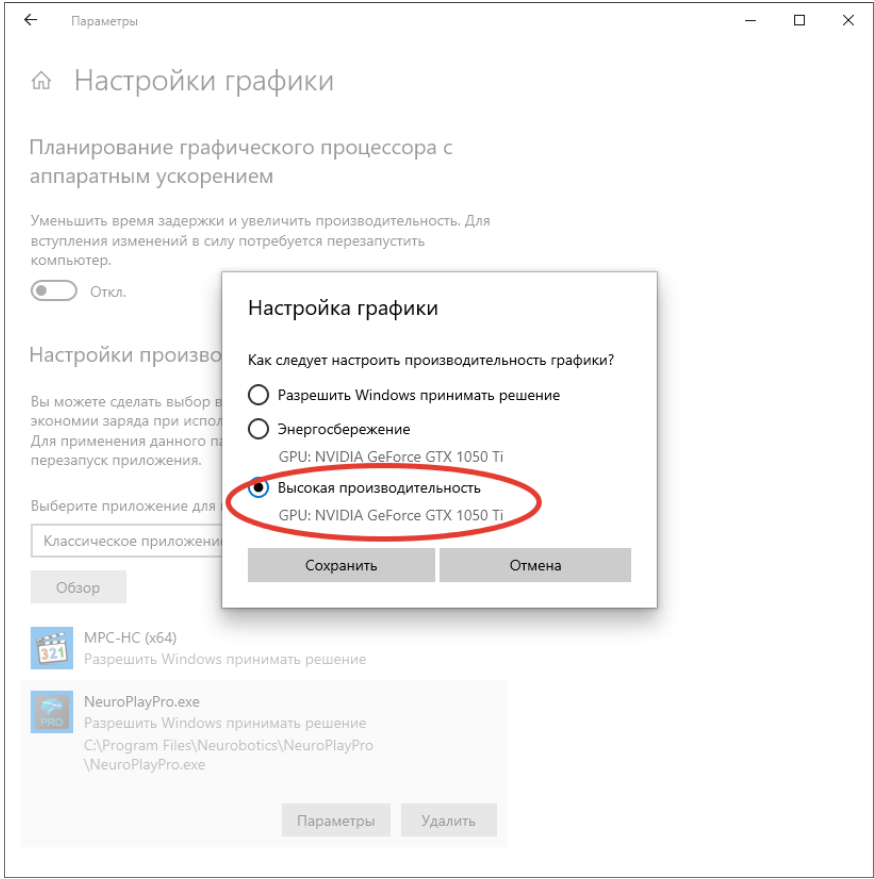 Параметры
Настройки графики
Планирование графического процессора с
аппаратным ускорением
Уменьшить время задержки и увеличить производительность. Для
вступления изменений в силу потребуется перезапустить
компьютер.
Откл.
Настройки произво
Вы можете сделать выбор в
экономии заряда при испол
Для применения данного па
перезапуск приложения.
Выберите приложение для
Классическое приложение
Обзор
Настройка графики
Как следует настроить производительность графики?
Разрешить Windows принимать решение
Энергосбережение
GPU: NVIDIA GeForce GTX 1050 Ti
Высокая производительность
GPU: NVIDIA GeForce GTX 1050 Ti
Сохранить
Отмена
321
MPC-HC (x64)
Разрешить Windows принимать решение
PRO
NeuroPlayPro.exe
Разрешить Windows принимать решение
C:\Program Files\Neurobotics\NeuroPlayPro
\NeuroPlayPro.exe
Параметры
Удалить